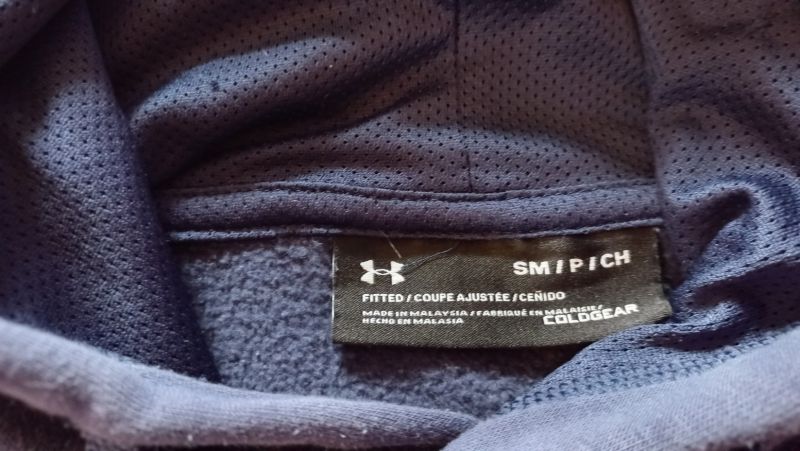 SM / P / CH
FITTED / COUPE AJUSTÉE / CEÑIDO
MADE IN MALAYSIA / FABRIQUÉ EN MALAISIE /
HECHO EN MALASIA
COLDGEAR